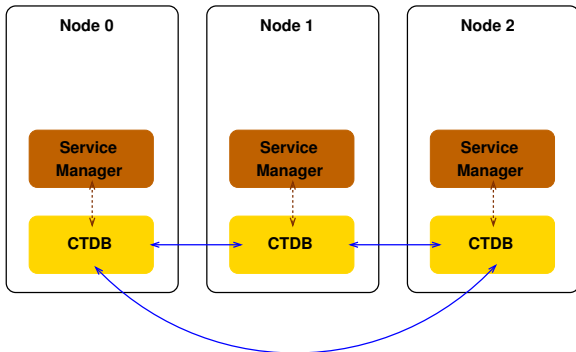 Node 0
Node 1
Node 2
Service
Manager
Service
Manager
Service
Manager
CTDB
CTDB
CTDB